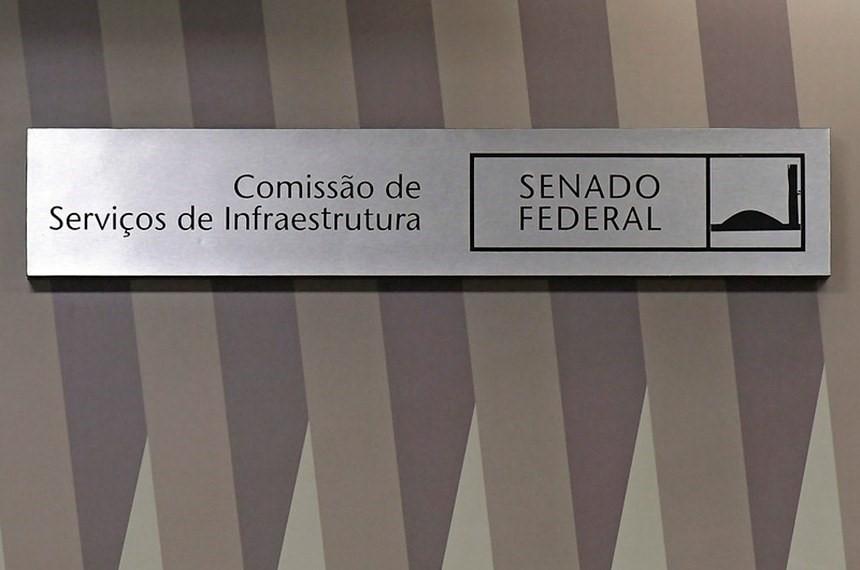 Comissão de
Serviços de Infraestrutura
SENADO
FEDERAL